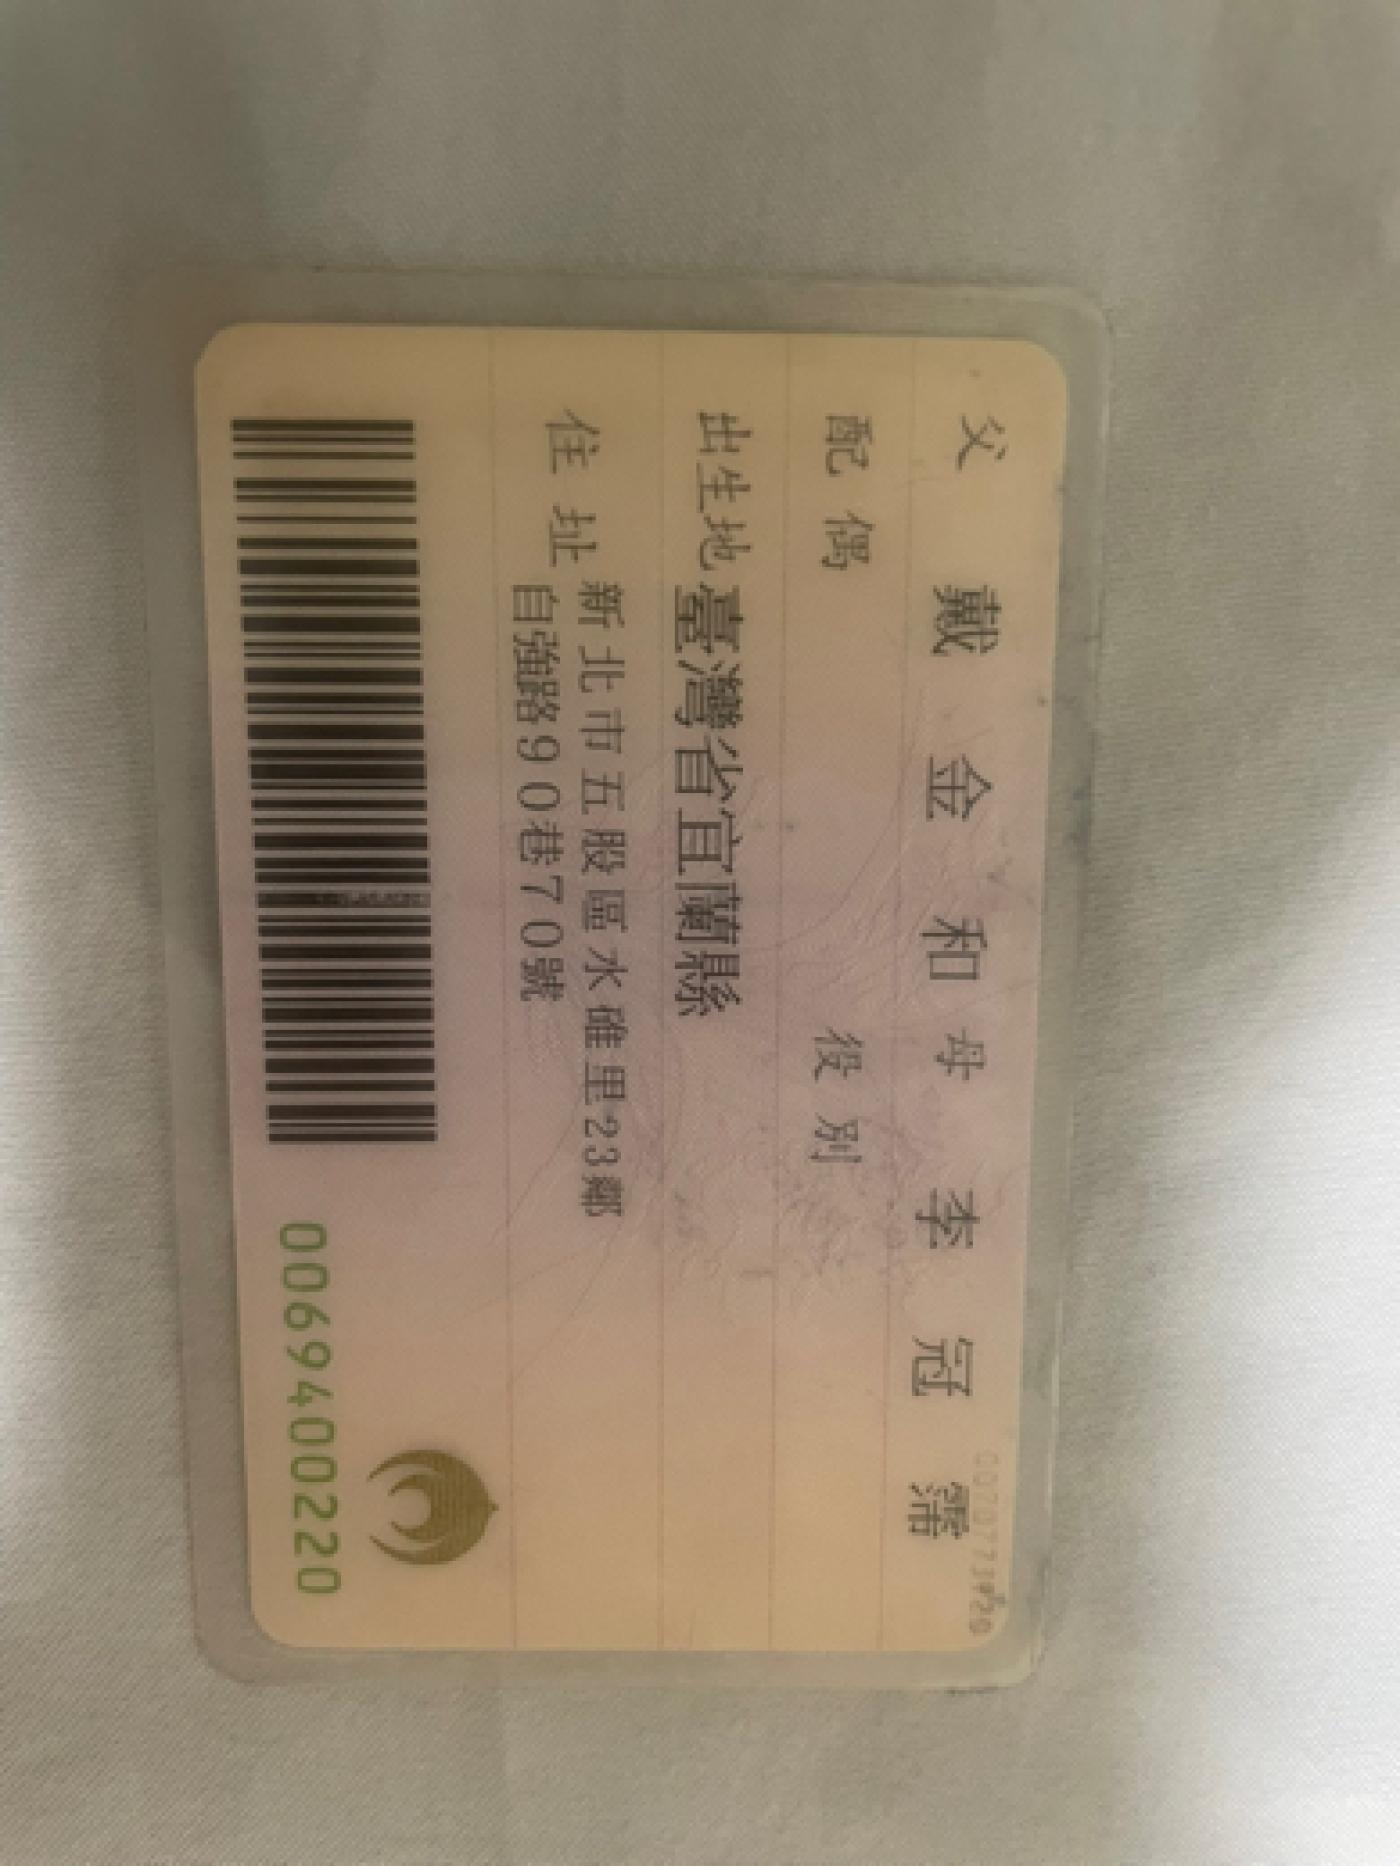 父 戴金和 母 李冠霈
配偶 役別
出生地 臺灣省宜蘭縣
住址 新北市五股區水碓里23鄰
自強路90巷70號
0069400220